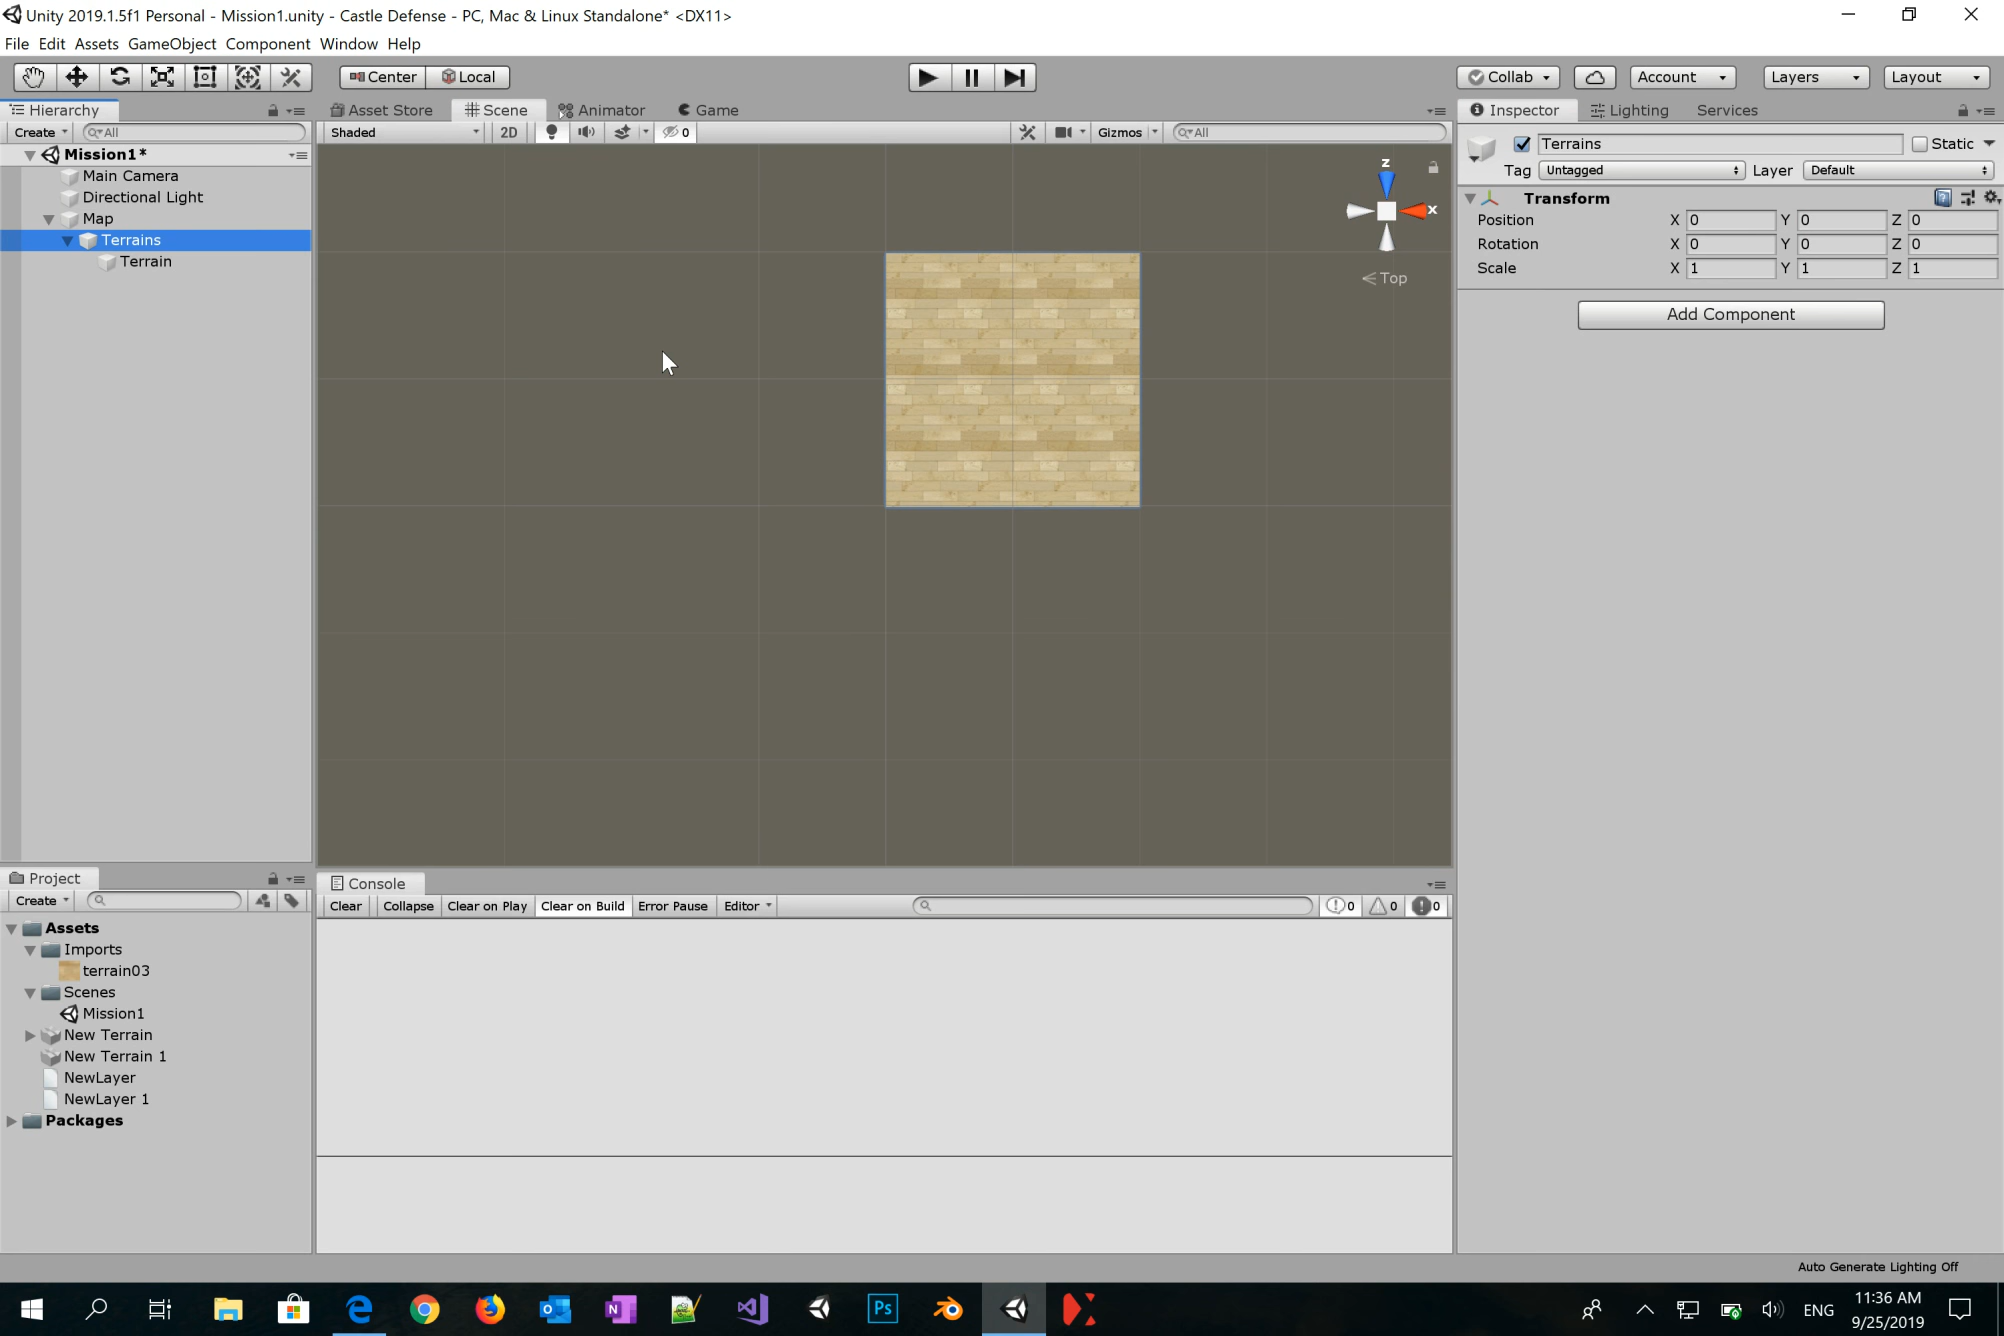 Unity 2019.1.5f1 Personal - Mission1.unity - Castle Defense - PC, Mac & Linux Standalone* <DX11>
File Edit Assets GameObject Component Window Help
Center Local Collab Account Layers Layout
Hierarchy
Create All
Mission1*
Main Camera
Directional Light
Map
Terrains
Terrain
Asset Store Scene Animator Game
Shaded 2D 0 Gizmos All
z
x
Top
Inspector Lighting Services
Terrains Static
Tag Untagged Layer Default
Transform
Position X 0 Y 0 Z 0
Rotation X 0 Y 0 Z 0
Scale X 1 Y 1 Z 1
Add Component
Project
Create
Assets
Imports
terrain03
Scenes
Mission1
New Terrain
New Terrain 1
NewLayer
NewLayer 1
Packages
Console
Clear Collapse Clear on Play Clear on Build Error Pause Editor 0 0 0
Auto Generate Lighting Off
Ps
ENG
11:36 AM
9/25/2019